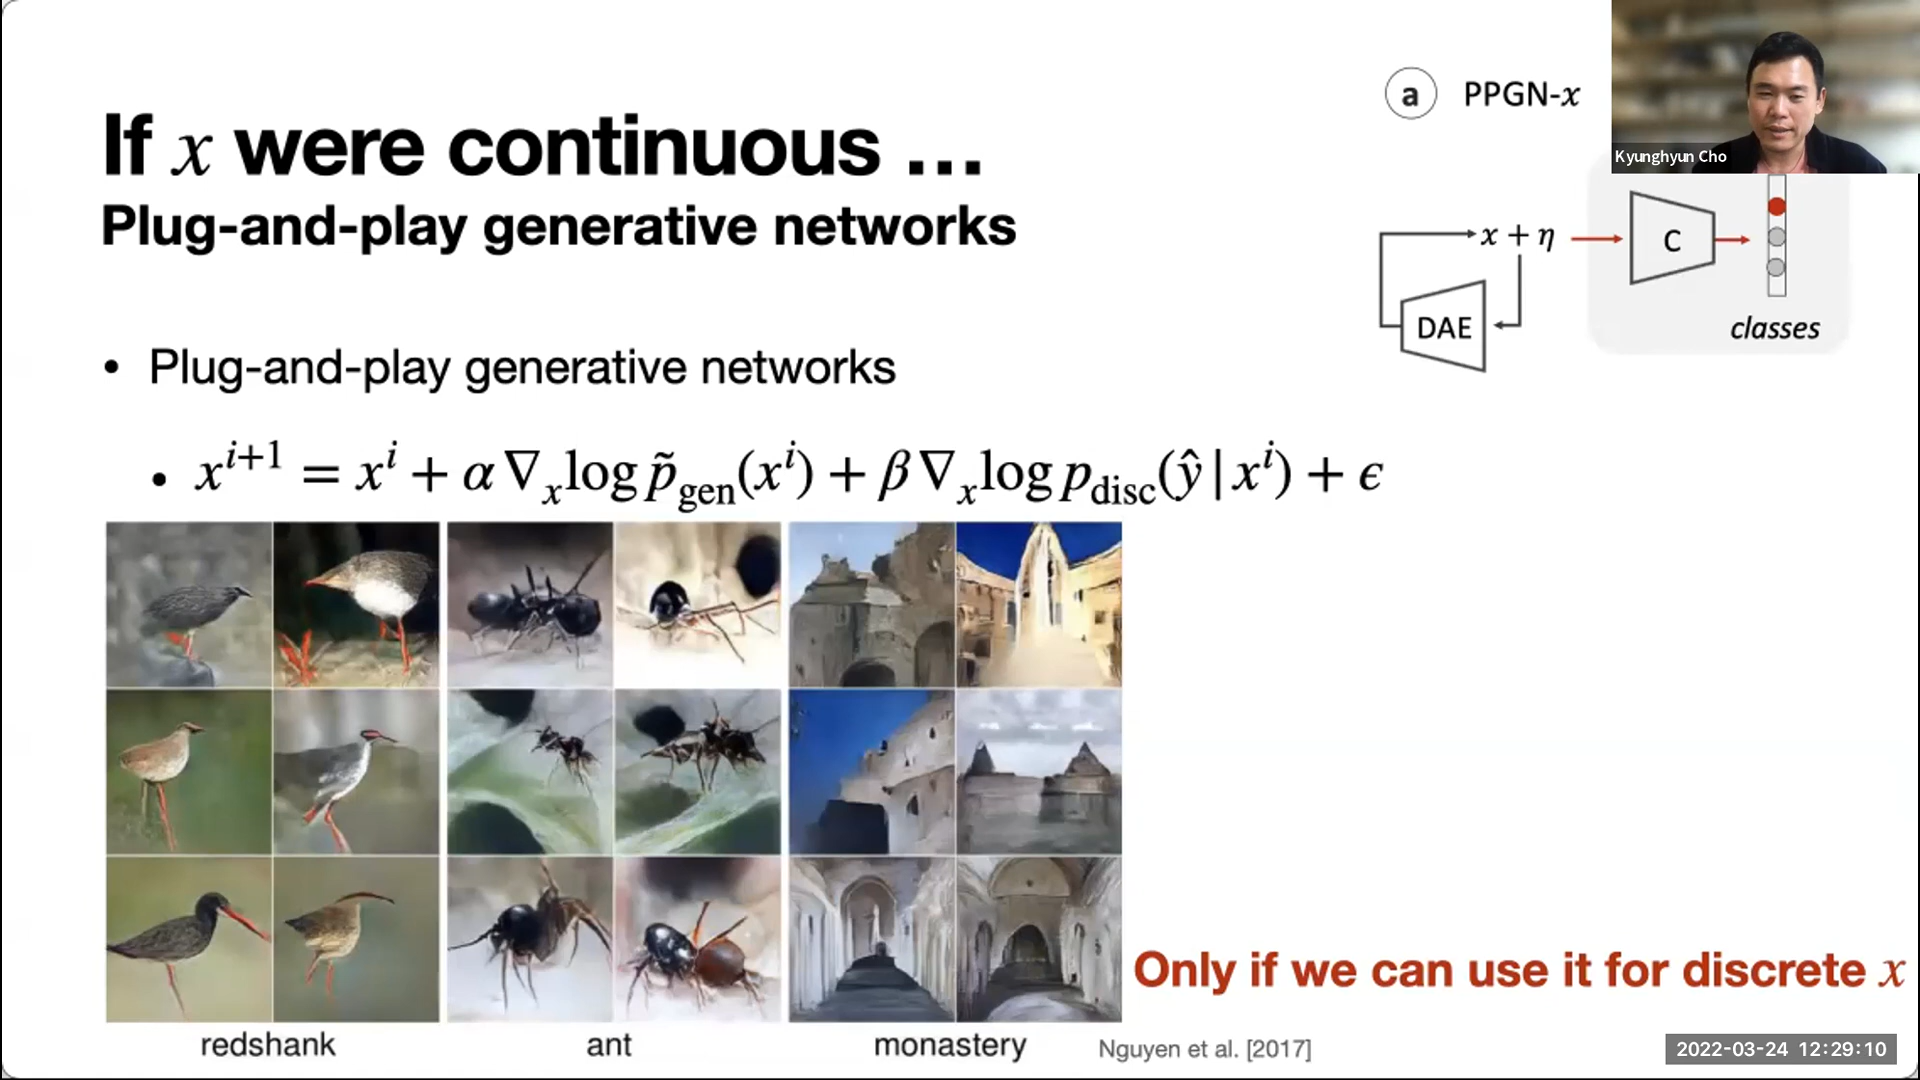 If x were continuous …
Plug-and-play generative networks
a PPGN-x
Kyunghyun Cho
x + η
C
DAE
classes
• Plug-and-play generative networks
• x^{i+1} = x^i + α ∇_x log p̃_gen(x^i) + β ∇_x log p_disc(ŷ | x^i) + ϵ
Only if we can use it for discrete x
redshank ant monastery
Nguyen et al. [2017]
2022-03-24 12:29:10